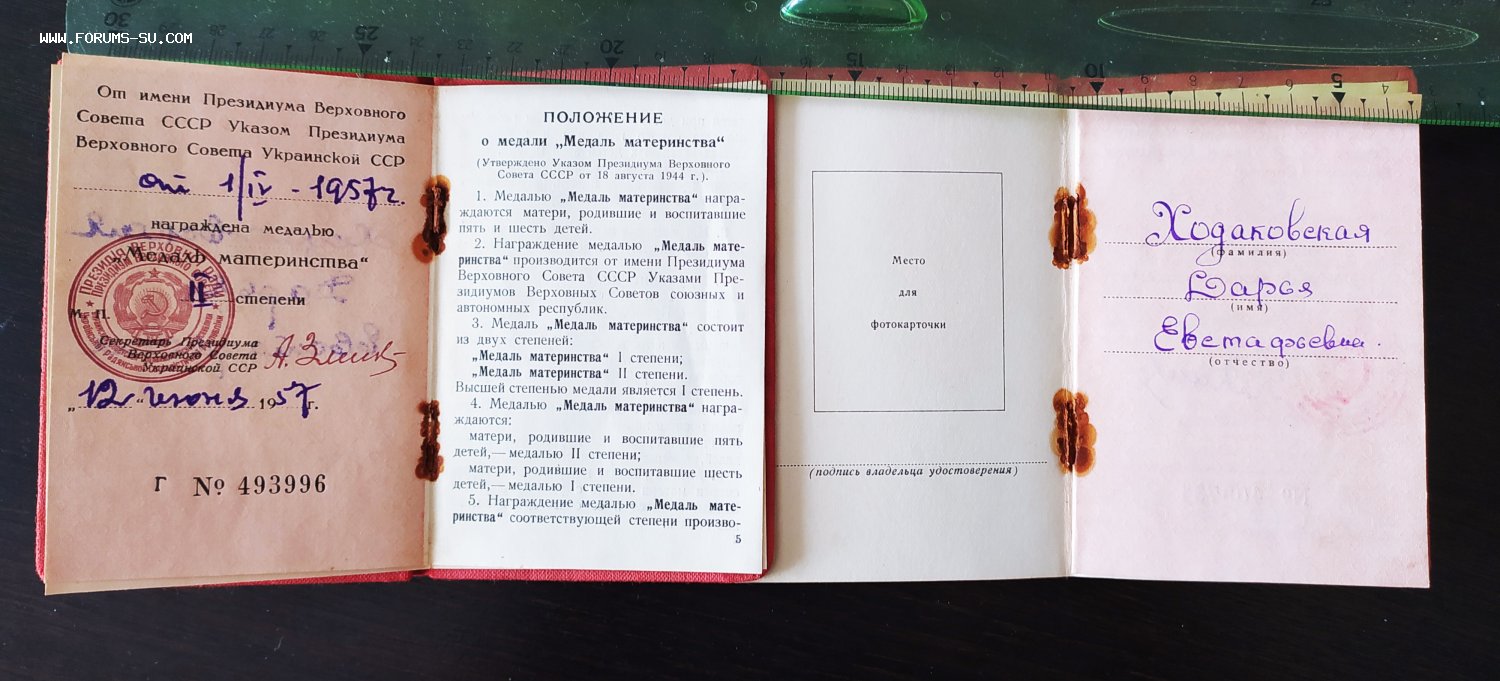 WWW.FORUMS-SU.COM
От имени Президиума Верховного
Совета СССР Указом Президиума
Верховного Совета Украинской ССР
от 1/IV - 1957г.
награждена медалью
„Медаль материнства“
II степени
М. П.
Секретарь Президиума
Верховного Совета
Украинской ССР
„12“ июня 1957 г.
Г № 493996
ПОЛОЖЕНИЕ
о медали „Медаль материнства“
(Утверждено Указом Президиума Верховного
Совета СССР от 18 августа 1944 г.).
1. Медалью „Медаль материнства“ награ-
ждаются матери, родившие и воспитавшие
пять и шесть детей.
2. Награждение медалью „Медаль мате-
ринства“ производится от имени Президиума
Верховного Совета СССР Указами Пре-
зидиумов Верховных Советов союзных и
автономных республик.
3. Медаль „Медаль материнства“ состоит
из двух степеней:
„Медаль материнства“ I степени;
„Медаль материнства“ II степени.
Высшей степенью медали является I степень.
4. Медалью „Медаль материнства“ награ-
ждаются:
матери, родившие и воспитавшие пять
детей,— медалью II степени;
матери, родившие и воспитавшие шесть
детей,— медалью I степени.
5. Награждение медалью „Медаль мате-
ринства“ соответствующей степени произво-
5
Место
для
фотокарточки
(подпись владельца удостоверения)
Ходаковская
(фамилия)
Дарья
(имя)
Евстафьевна.
(отчество)
30
25
20
15
10
5